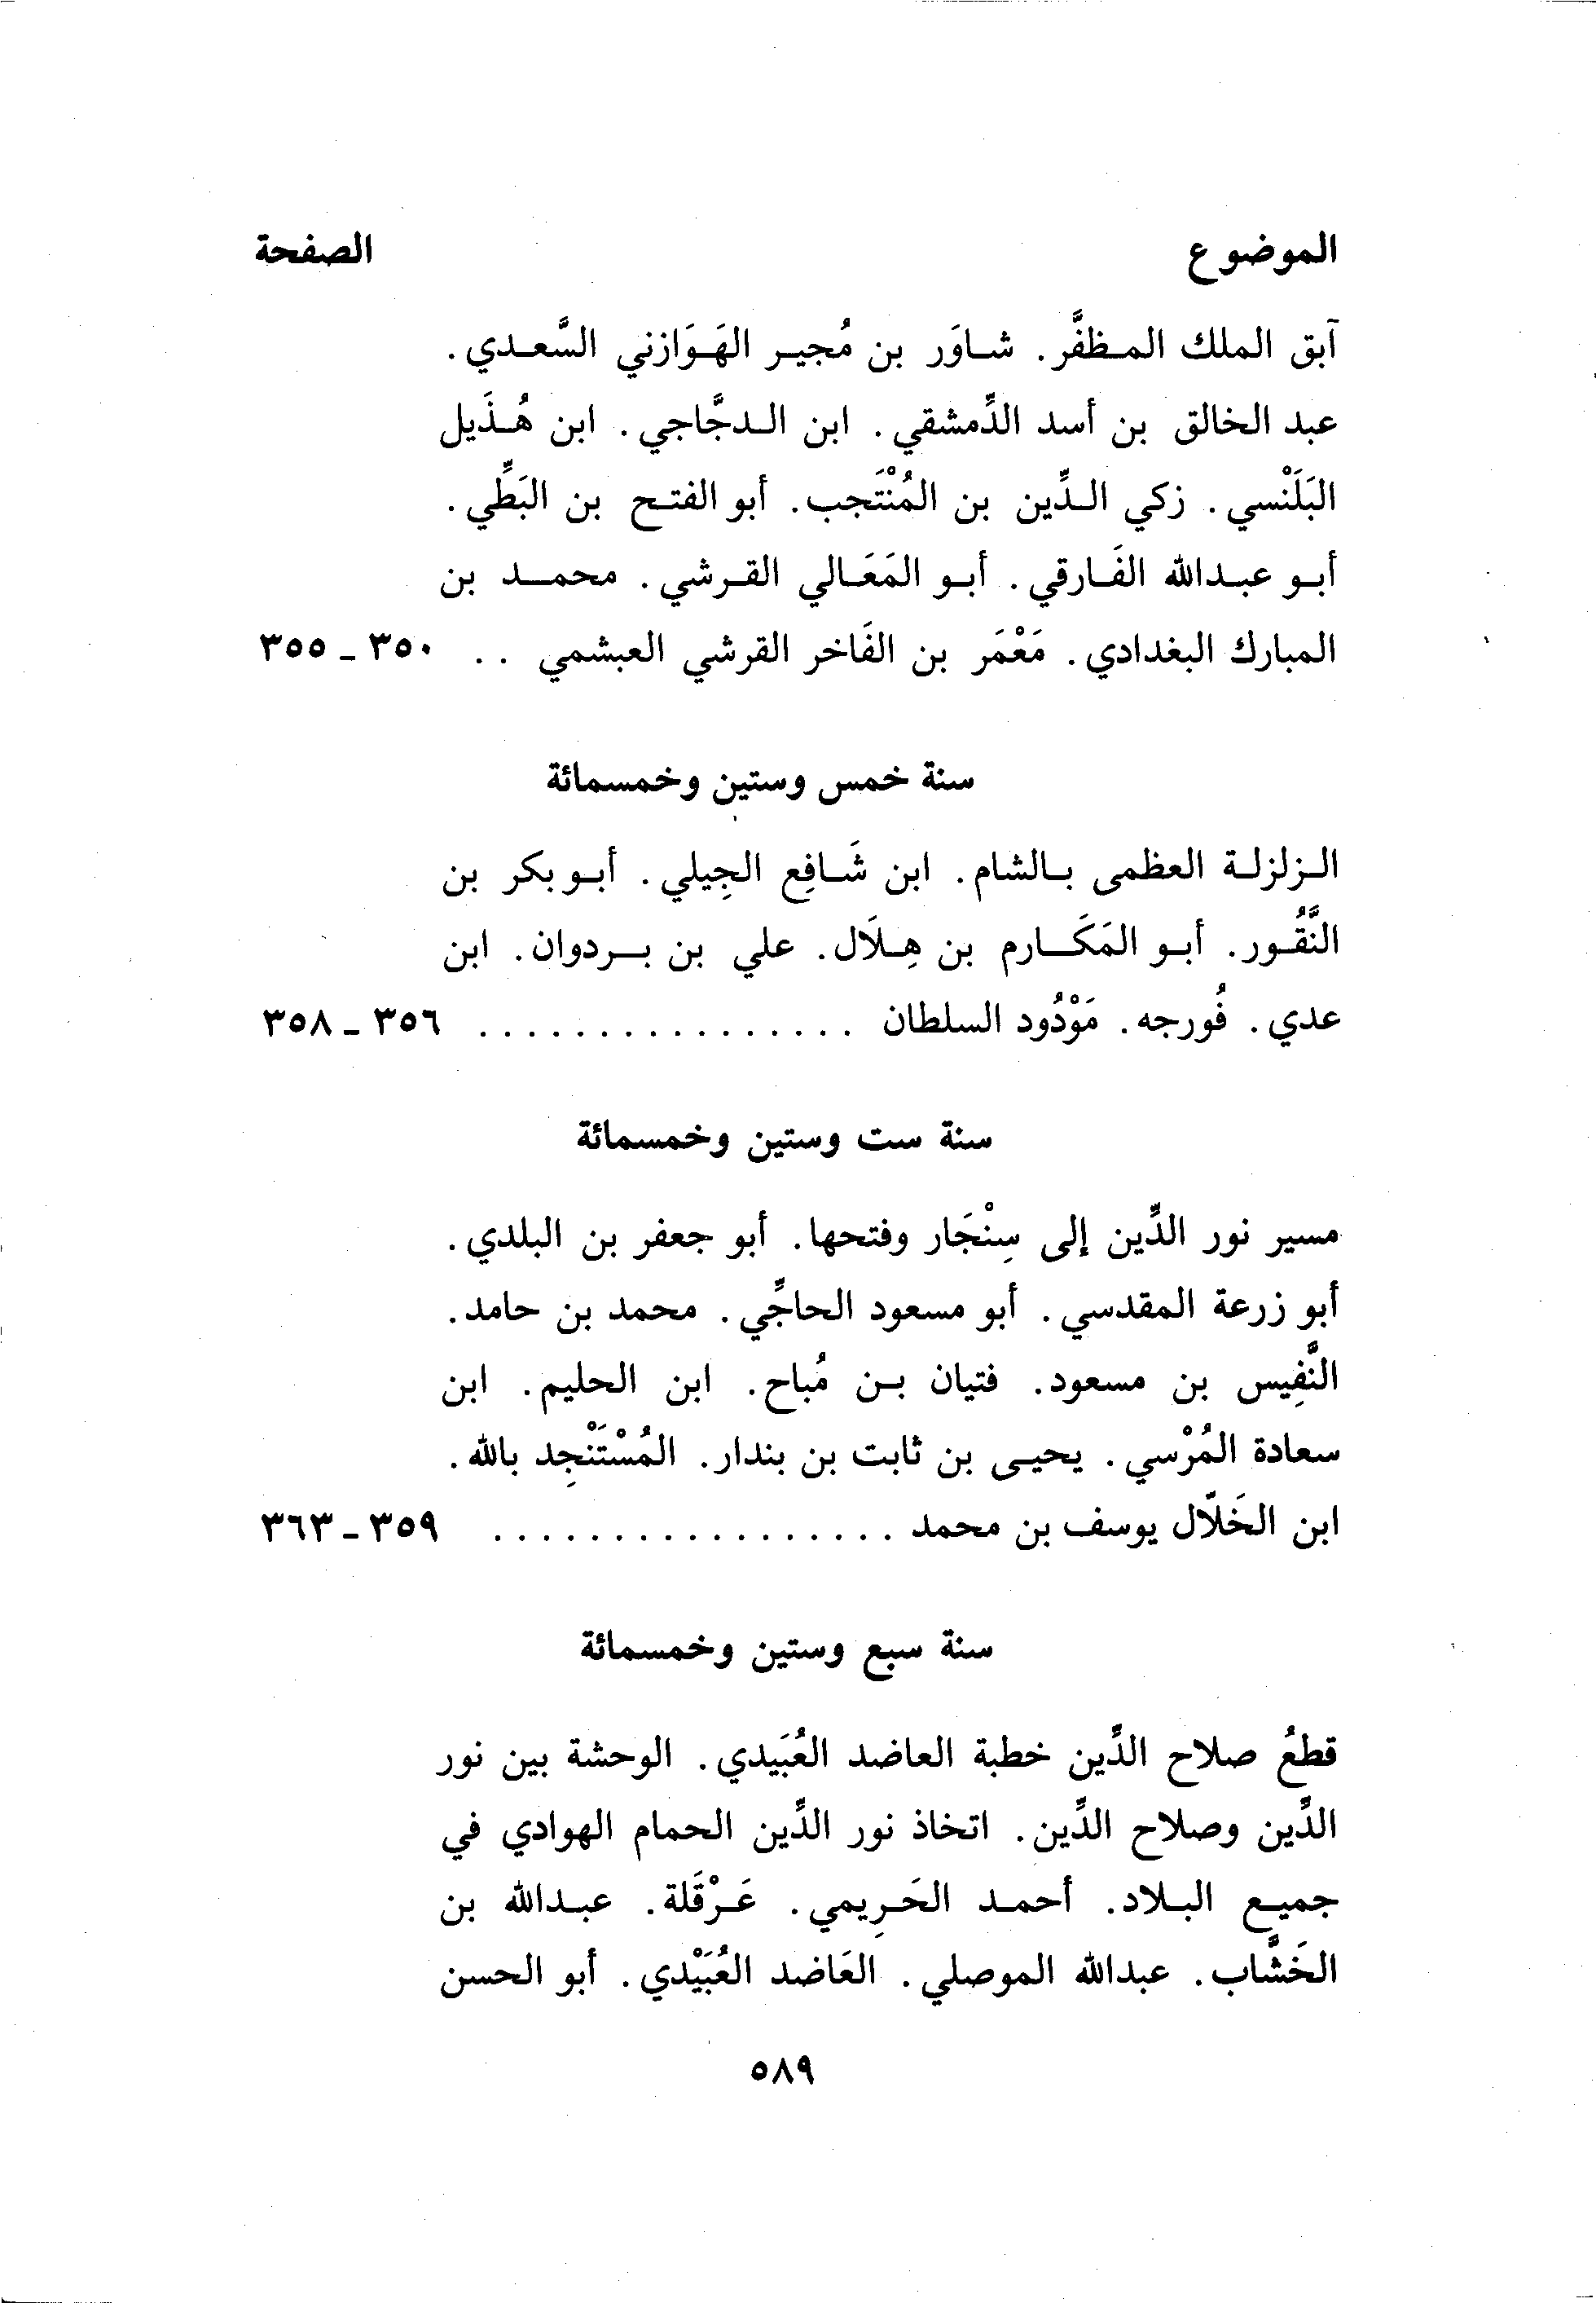 الموضوع الصفحة
آبق الملك المظفَّر. شاوَر بن مُجير الهَوَازني السَّعدي.
عبد الخالق بن أسد الدِّمشقي. ابن الدجَّاجي. ابن هُذَيل
البَلَنْسي. زكي الدِّين بن المُنْتَجب. أبو الفتح بن البَطِّي.
أبو عبدالله الفَارقي. أبو المَعَالي القرشي. محمد بن
المبارك البغدادي. مَعْمَر بن الفَاخر القرشي العبشمي . . ٣٥٠ - ٣٥٥
سنة خمس وستين وخمسمائة
الزلزلة العظمى بالشام. ابن شَافِع الجِيلي. أبو بكر بن
النَّقُور. أبو المَكَارم بن هِلَال. علي بن بردوان. ابن
عدي. فُورجه. مَوْدُود السلطان . . . . . . . . . . . . . . . . ٣٥٦ - ٣٥٨
سنة ست وستين وخمسمائة
مسير نور الدِّين إلى سِنْجَار وفتحها. أبو جعفر بن البلدي.
أبو زرعة المقدسي. أبو مسعود الحاجِّي. محمد بن حامد.
النَّفِيس بن مسعود. فتيان بن مُباح. ابن الحليم. ابن
سعادة المُرْسي. يحيى بن ثابت بن بندار. المُسْتَنْجِد بالله.
ابن الخَلّال يوسف بن محمد . . . . . . . . . . . . . . . . . ٣٥٩ - ٣٦٣
سنة سبع وستين وخمسمائة
قطعُ صلاح الدِّين خطبة العاضد العُبَيدي. الوحشة بين نور
الدِّين وصلاح الدِّين. اتخاذ نور الدِّين الحمام الهوادي في
جميع البلاد. أحمد الحَرِيمي. عَرْقَلة. عبدالله بن
الخَشَّاب. عبدالله الموصلي. العَاضد العُبَيْدي. أبو الحسن
٥٨٩